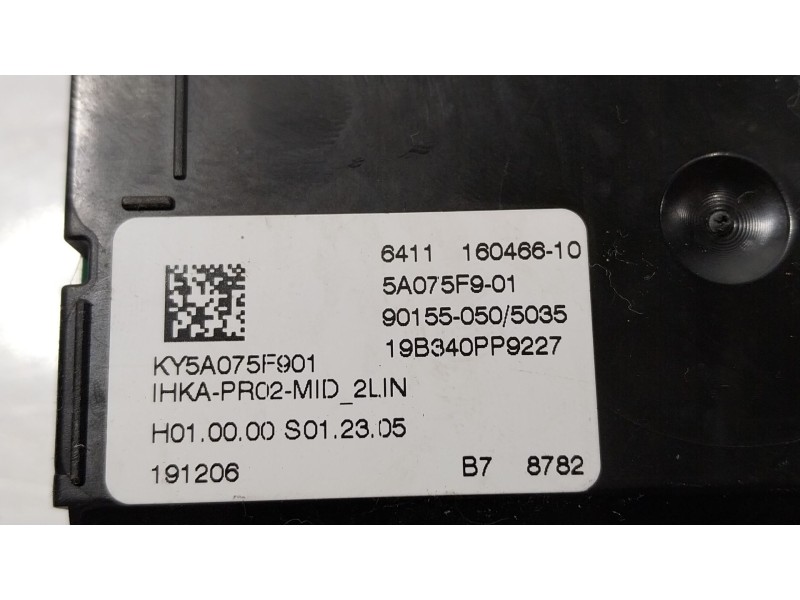 6411 160466-10
5A075F9-01
90155-050/5035
19B340PP9227
KY5A075F901
IHKA-PR02-MID_2LIN
H01.00.00 S01.23.05
191206 B7 8782